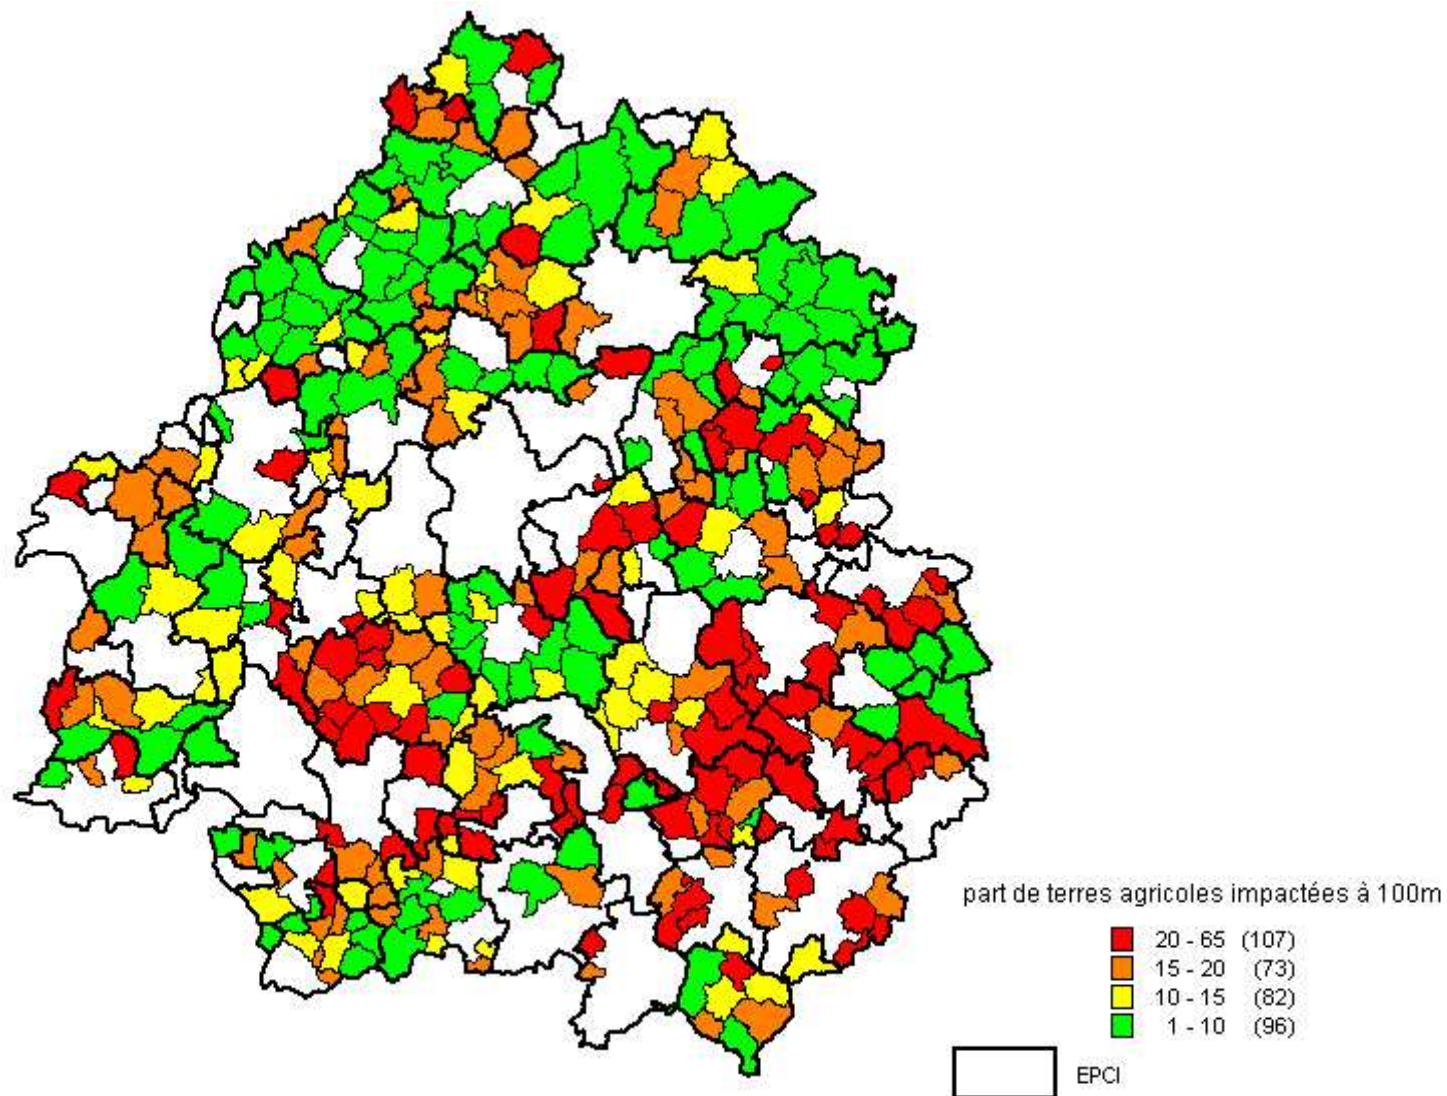 part de terres agricoles impactées à 100m
20 - 65 (107)
15 - 20 (73)
10 - 15 (82)
1 - 10 (96)
EPCI